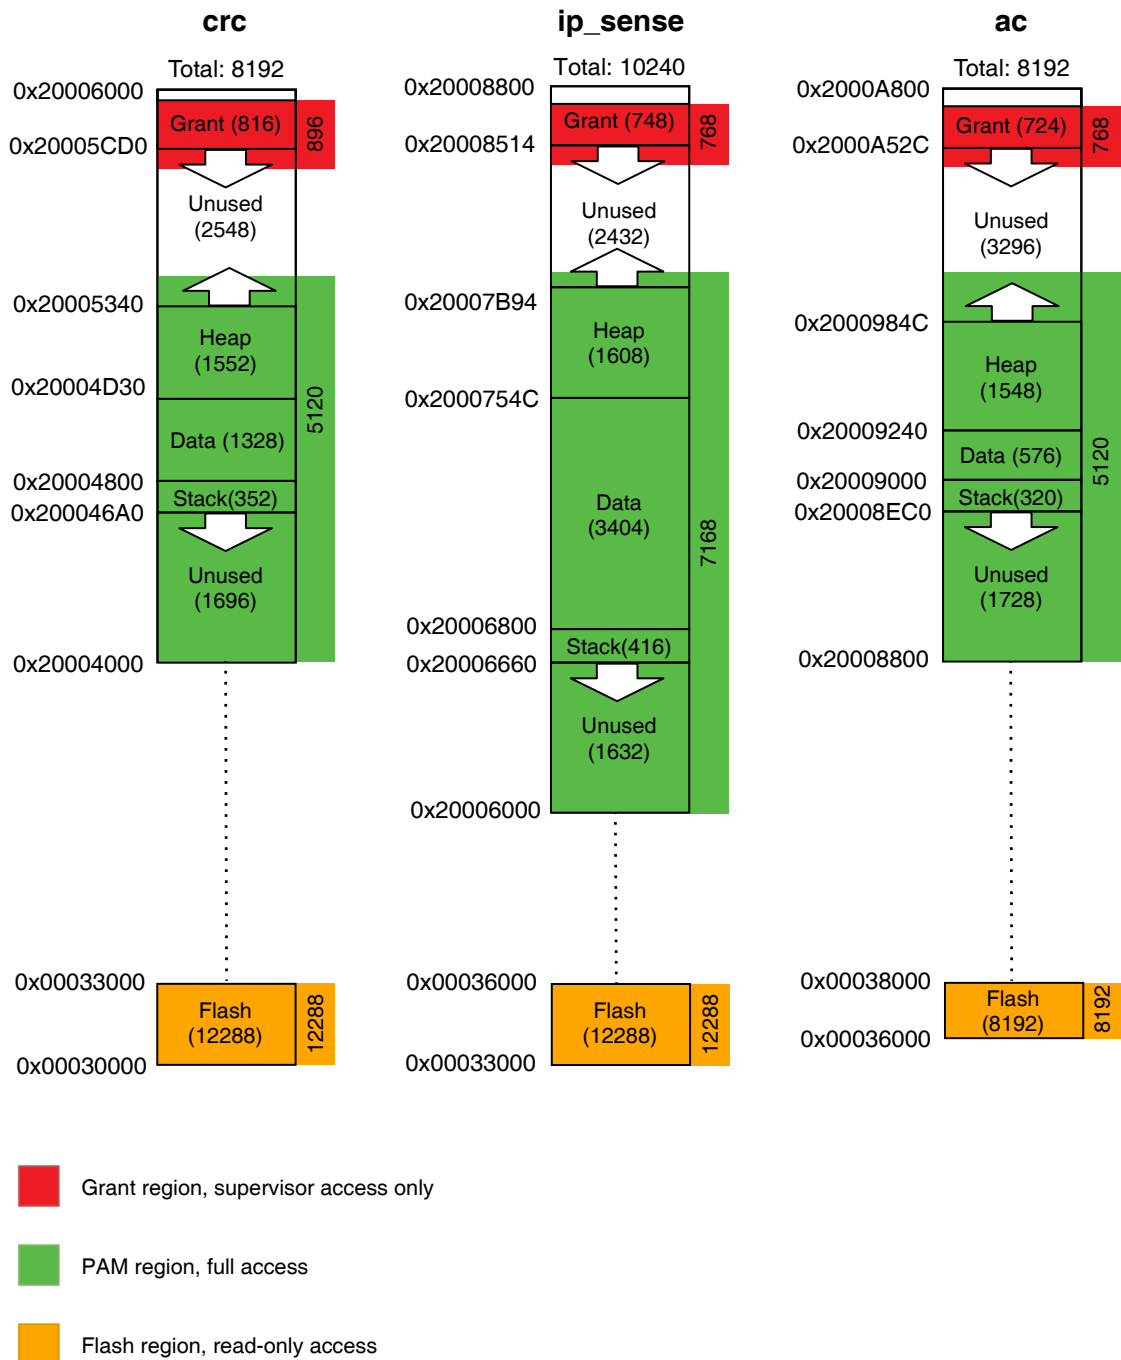 crc
Total: 8192
0x20006000
Grant (816)
896
0x20005CD0
Unused
(2548)
0x20005340
Heap
(1552)
0x20004D30
5120
Data (1328)
0x20004800
Stack(352)
0x200046A0
Unused
(1696)
0x20004000
0x00033000
Flash
(12288)
12288
0x00030000
ip_sense
Total: 10240
0x20008800
Grant (748)
768
0x20008514
Unused
(2432)
0x20007B94
Heap
(1608)
0x2000754C
Data
(3404)
7168
0x20006800
Stack(416)
0x20006660
Unused
(1632)
0x20006000
0x00036000
Flash
(12288)
12288
0x00033000
ac
Total: 8192
0x2000A800
Grant (724)
768
0x2000A52C
Unused
(3296)
0x2000984C
Heap
(1548)
0x20009240
Data (576)
5120
0x20009000
Stack(320)
0x20008EC0
Unused
(1728)
0x20008800
0x00038000
Flash
(8192)
8192
0x00036000
Grant region, supervisor access only
PAM region, full access
Flash region, read-only access